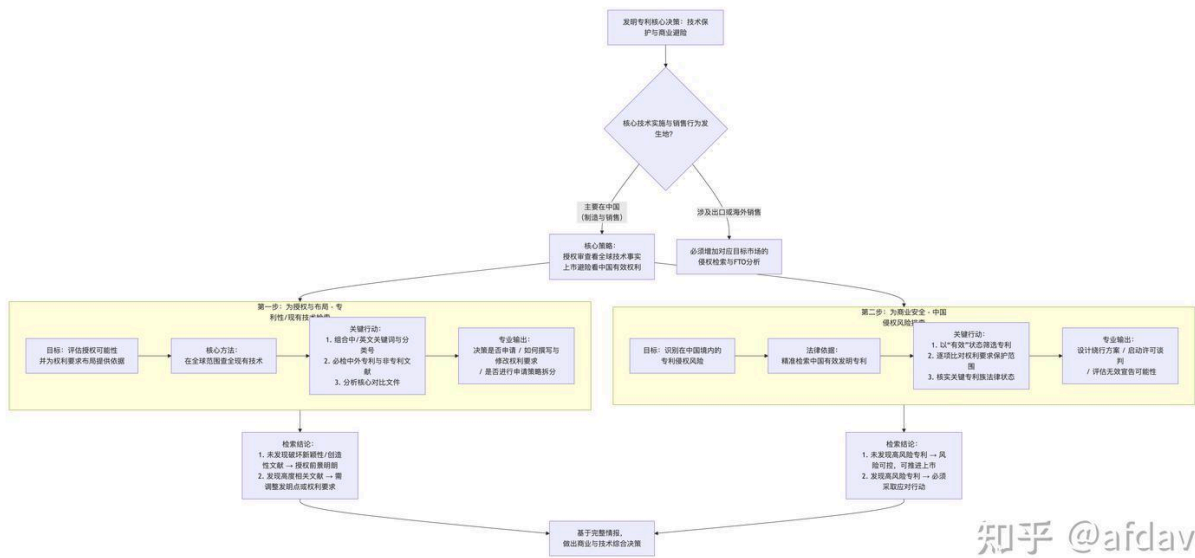 发明专利核心决策：技术保
护与商业避险
核心技术实施与销售行为发
生地?
主要在中国
（制造与销售）
涉及出口或海外销售
核心策略：
授权审查看全球技术事实
上市避险看中国有效权利
必须增加对应目标市场的
侵权检索与FTO分析
第一步：为授权与布局 - 专
利性/现有技术检索
目标：评估授权可能性
并为权利要求布局提供依据
核心方法：
在全球范围查全现有技术
关键行动：
1. 组合中/英文关键词与分
类号
2. 必检中外专利与非专利文
献
3. 分析核心对比文件
专业输出：
决策是否申请 / 如何撰写与
修改权利要求
/ 是否进行申请策略拆分
第二步：为商业安全 - 中国
侵权风险
目标：识别在中国境内的
专利侵权风险
法律依据：
精准检索中国有效发明专利
关键行动：
1. 以“有效”状态筛选专利
2. 逐项比对权利要求保护范
围
3. 核实关键专利族法律状态
专业输出：
设计绕行方案 / 启动许可谈
判
/ 评估无效宣告可能性
检索结论：
1. 未发现破坏新颖性/创造
性文献 → 授权前景明朗
2. 发现高度相关文献 → 需
调整发明点或权利要求
检索结论：
1. 未发现高风险专利 → 风
险可控，可推进上市
2. 发现高风险专利 → 必须
采取应对行动
基于完整情报，
做出商业与技术综合决策
知乎 @afdav